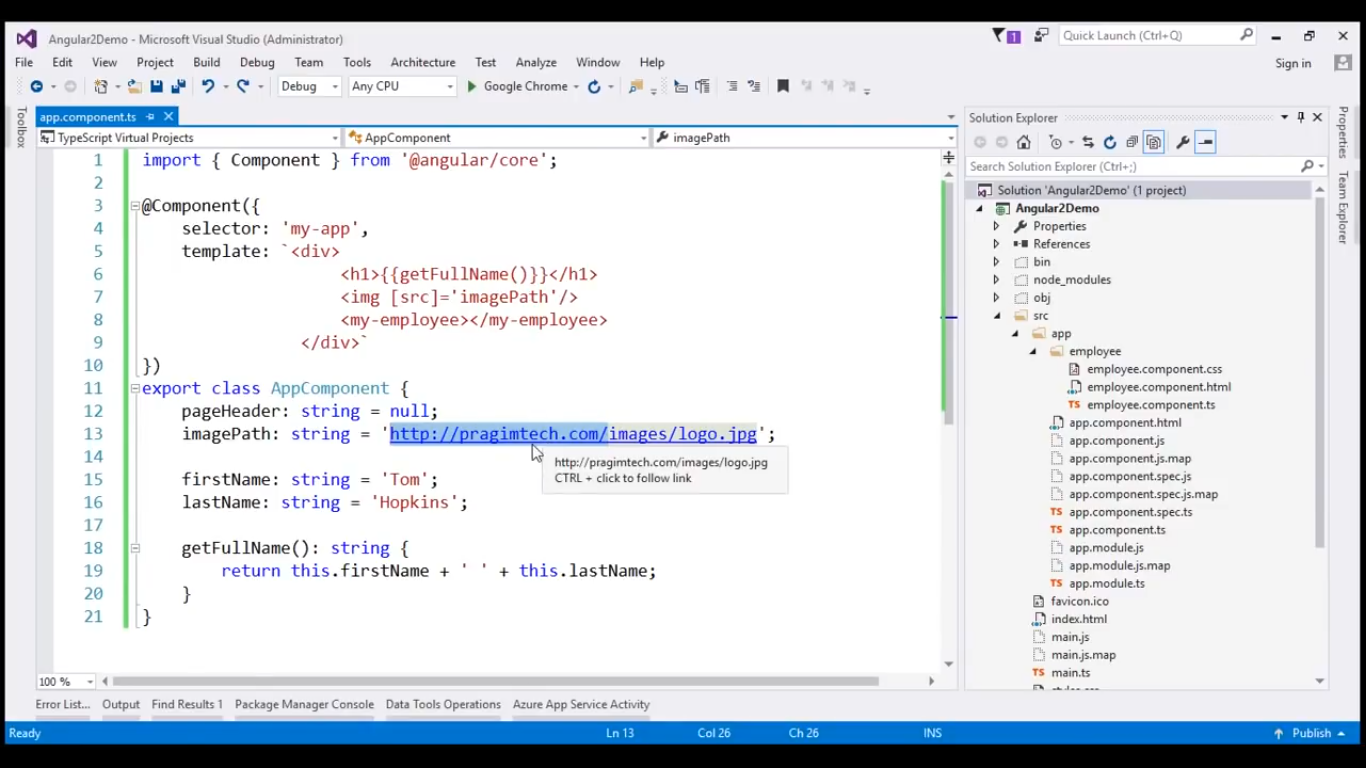 Angular2Demo - Microsoft Visual Studio (Administrator)
1
Quick Launch (Ctrl+Q)
File Edit View Project Build Debug Team Tools Architecture Test Analyze Window Help
Sign in
Debug Any CPU Google Chrome
Toolbox
app.component.ts
TypeScript Virtual Projects AppComponent imagePath
1 import { Component } from '@angular/core';
2
3 @Component({
4 selector: 'my-app',
5 template: `<div>
6 <h1>{{getFullName()}}</h1>
7 <img [src]='imagePath'/>
8 <my-employee></my-employee>
9 </div>`
10 })
11 export class AppComponent {
12 pageHeader: string = null;
13 imagePath: string = 'http://pragimtech.com/images/logo.jpg';
14
http://pragimtech.com/images/logo.jpg
CTRL + click to follow link
15 firstName: string = 'Tom';
16 lastName: string = 'Hopkins';
17
18 getFullName(): string {
19 return this.firstName + ' ' + this.lastName;
20 }
21 }
100 %
Solution Explorer
Search Solution Explorer (Ctrl+;)
Solution 'Angular2Demo' (1 project)
Angular2Demo
Properties
References
bin
node_modules
obj
src
app
employee
employee.component.css
employee.component.html
TS employee.component.ts
app.component.html
app.component.js
app.component.js.map
app.component.spec.js
app.component.spec.js.map
TS app.component.spec.ts
TS app.component.ts
app.module.js
app.module.js.map
TS app.module.ts
favicon.ico
index.html
main.js
main.js.map
TS main.ts
Properties
Team Explorer
Error List... Output Find Results 1 Package Manager Console Data Tools Operations Azure App Service Activity
Ready Ln 13 Col 26 Ch 26 INS Publish